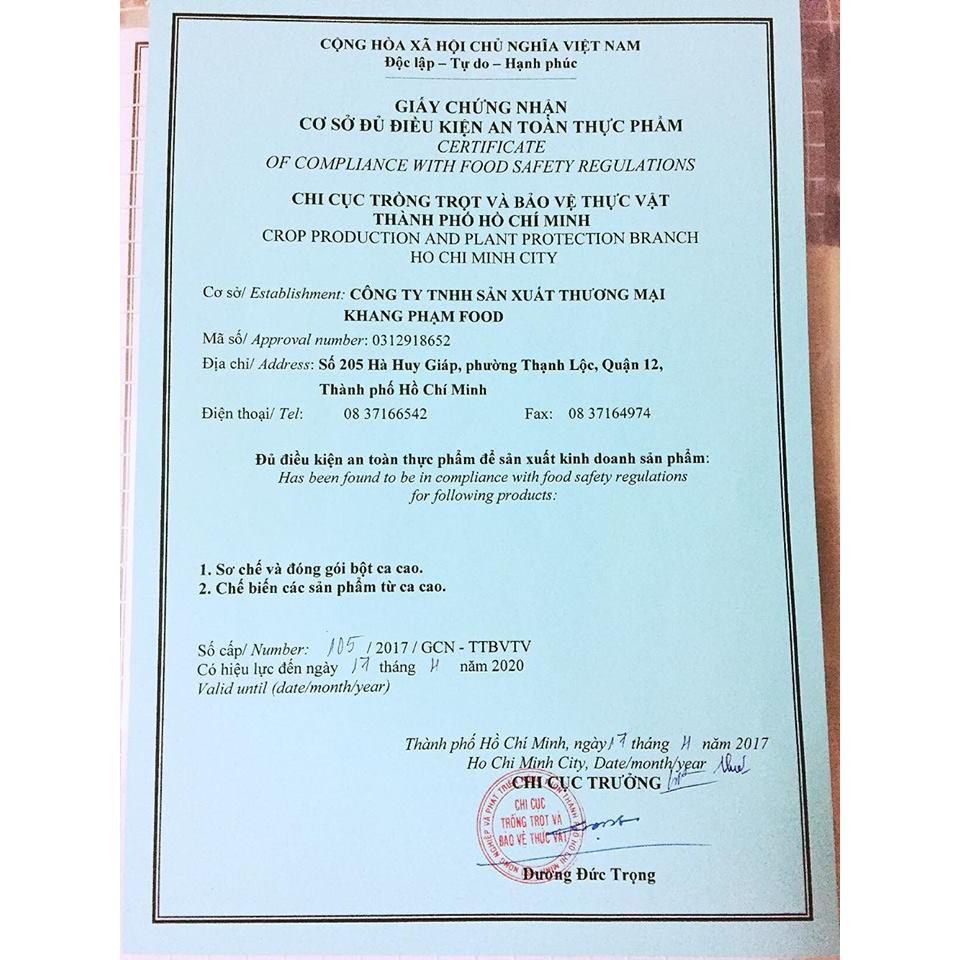 CỘNG HÒA XÃ HỘI CHỦ NGHĨA VIỆT NAM
Độc lập – Tự do – Hạnh phúc
GIẤY CHỨNG NHẬN
CƠ SỞ ĐỦ ĐIỀU KIỆN AN TOÀN THỰC PHẨM
CERTIFICATE
OF COMPLIANCE WITH FOOD SAFETY REGULATIONS
CHI CỤC TRỒNG TRỌT VÀ BẢO VỆ THỰC VẬT
THÀNH PHỐ HỒ CHÍ MINH
CROP PRODUCTION AND PLANT PROTECTION BRANCH
HO CHI MINH CITY
Cơ sở/ Establishment: CÔNG TY TNHH SẢN XUẤT THƯƠNG MẠI
KHANG PHẠM FOOD
Mã số/ Approval number: 0312918652
Địa chỉ/ Address: Số 205 Hà Huy Giáp, phường Thạnh Lộc, Quận 12,
Thành phố Hồ Chí Minh
Điện thoại/ Tel: 08 37166542 Fax: 08 37164974
Đủ điều kiện an toàn thực phẩm để sản xuất kinh doanh sản phẩm:
Has been found to be in compliance with food safety regulations
for following products:
1. Sơ chế và đóng gói bột ca cao.
2. Chế biến các sản phẩm từ ca cao.
Số cấp/ Number: 105 / 2017 / GCN - TTBVTV
Có hiệu lực đến ngày 17 tháng 11 năm 2020
Valid until (date/month/year)
Thành phố Hồ Chí Minh, ngày 17 tháng 11 năm 2017
Ho Chi Minh City, Date/month/year
CHI CỤC TRƯỞNG
CHI CỤC
TRỒNG TRỌT VÀ
BẢO VỆ THỰC VẬT
Dương Đức Trọng